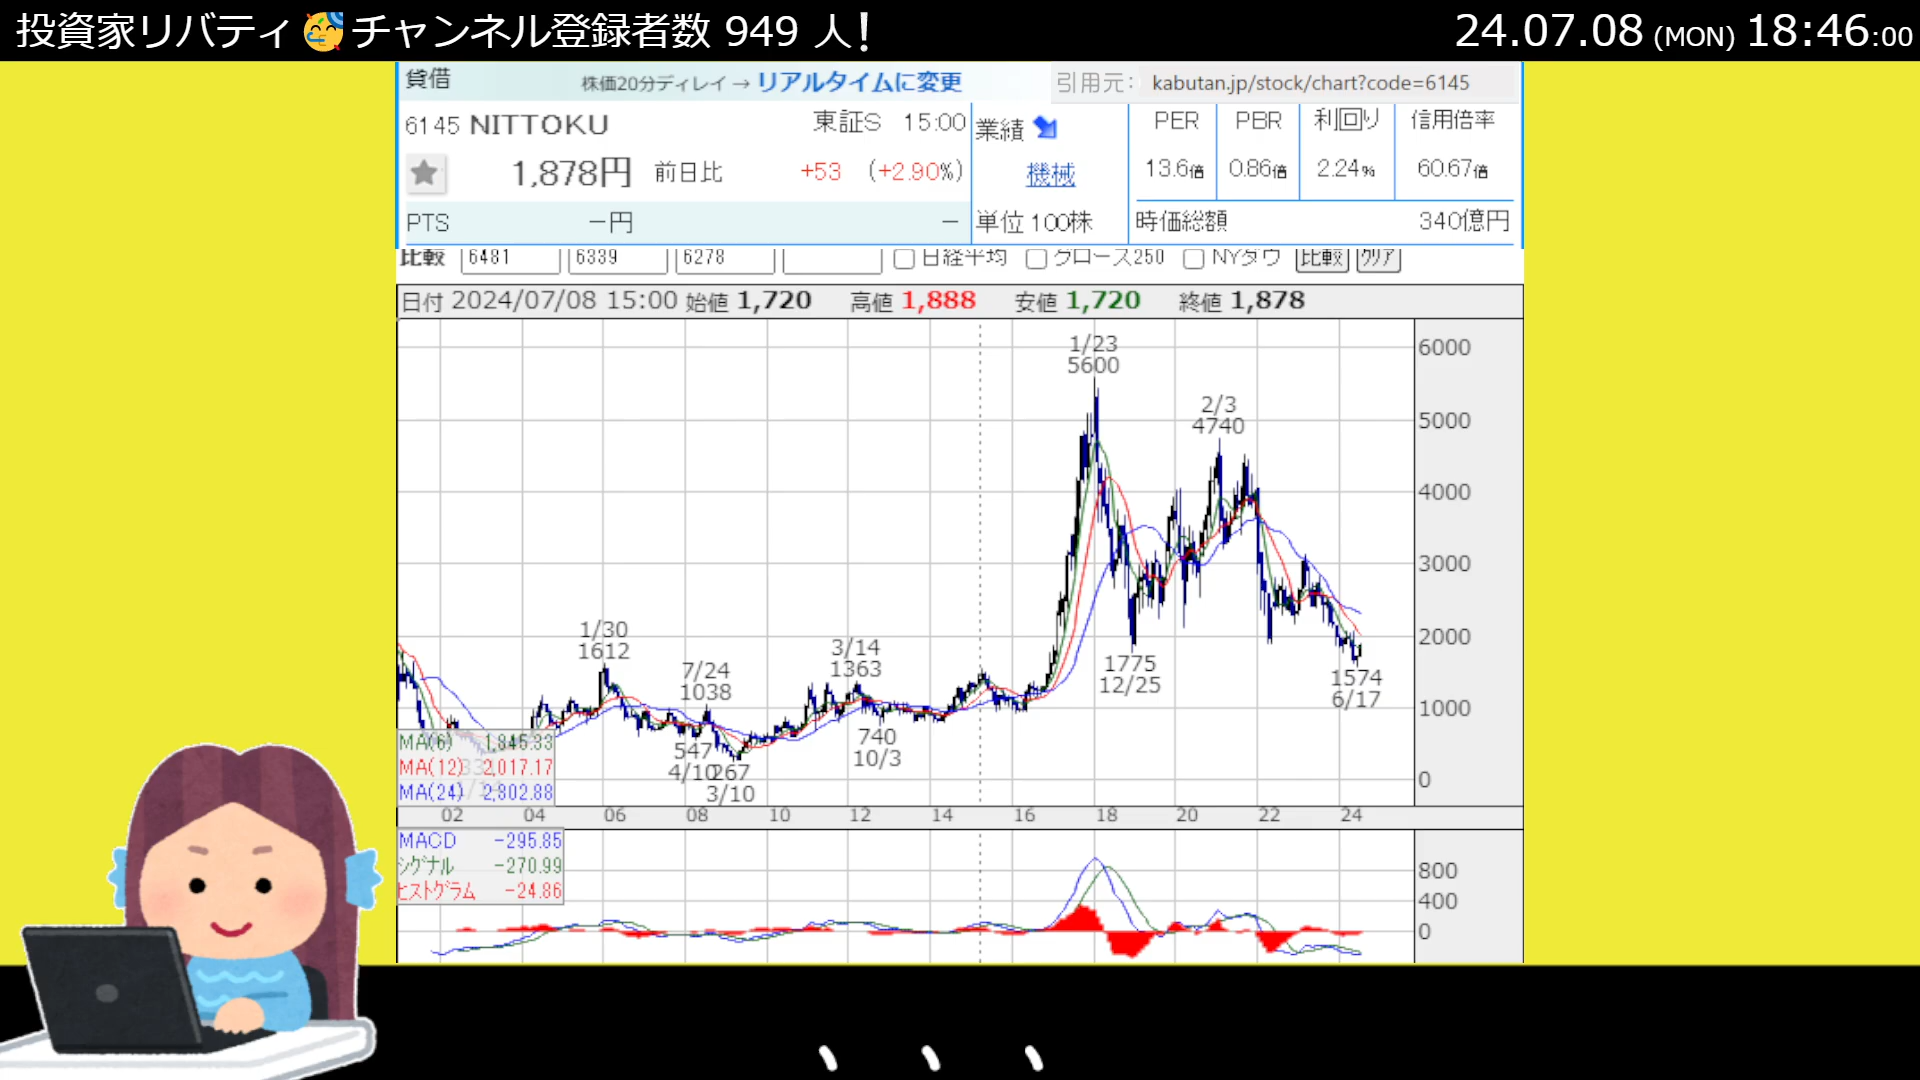 投資家リバティ🥳チャンネル登録者数 949 人！
24.07.08 (MON) 18:46:00
貸借
株価20分ディレイ → リアルタイムに変更
引用元： kabutan.jp/stock/chart?code=6145
6145 NITTOKU 東証S 15:00
1,878円 前日比 +53 (+2.90%)
PTS －円 －
業績
機械
単位 100株
PER PBR 利回り 信用倍率
13.6倍 0.86倍 2.24% 60.67倍
時価総額 340億円
比較 6481 6339 6278 日経平均 グロース250 NYダウ 比較 クリア
日付 2024/07/08 15:00 始値 1,720 高値 1,888 安値 1,720 終値 1,878
1/23
5600
2/3
4740
1/30
1612
7/24
1038
3/14
1363
1775
12/25
1574
6/17
547
4/10
267
3/10
740
10/3
6000
5000
4000
3000
2000
1000
0
MA(6) 1,845.33
MA(12) 2,017.17
MA(24) 2,302.88
02 04 06 08 10 12 14 16 18 20 22 24
MACD -295.85
シグナル -270.99
ヒストグラム -24.86
800
400
0
、、、